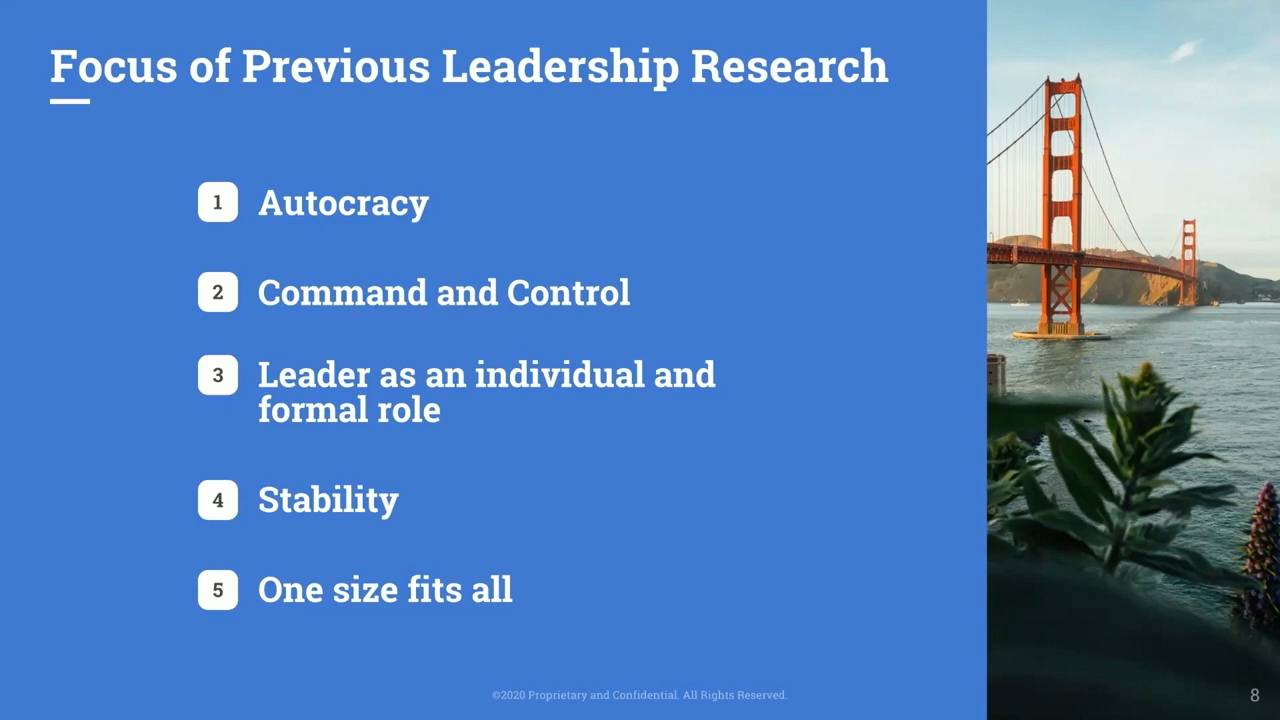 Focus of Previous Leadership Research
1 Autocracy
2 Command and Control
3 Leader as an individual and
formal role
4 Stability
5 One size fits all
©2020 Proprietary and Confidential. All Rights Reserved.
8